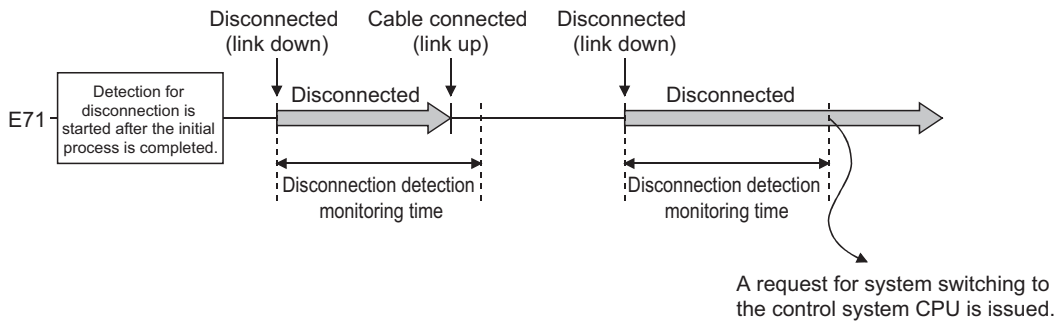 Disconnected
(link down)
Cable connected
(link up)
Disconnected
(link down)
E71
Detection for
disconnection is
started after the initial
process is completed.
Disconnected
Disconnected
Disconnection detection
monitoring time
Disconnection detection
monitoring time
A request for system switching to
the control system CPU is issued.